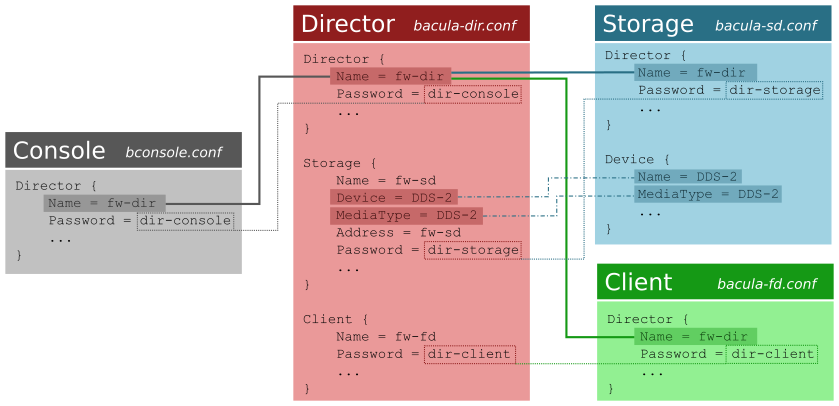 Console bconsole.conf
Director {
Name = fw-dir
Password = dir-console
...
}
Director bacula-dir.conf
Director {
Name = fw-dir
Password = dir-console
...
}
Storage {
Name = fw-sd
Device = DDS-2
MediaType = DDS-2
Address = fw-sd
Password = dir-storage
...
}
Client {
Name = fw-fd
Password = dir-client
...
}
Storage bacula-sd.conf
Director {
Name = fw-dir
Password = dir-storage
...
}
Device {
Name = DDS-2
MediaType = DDS-2
...
}
Client bacula-fd.conf
Director {
Name = fw-dir
Password = dir-client
...
}